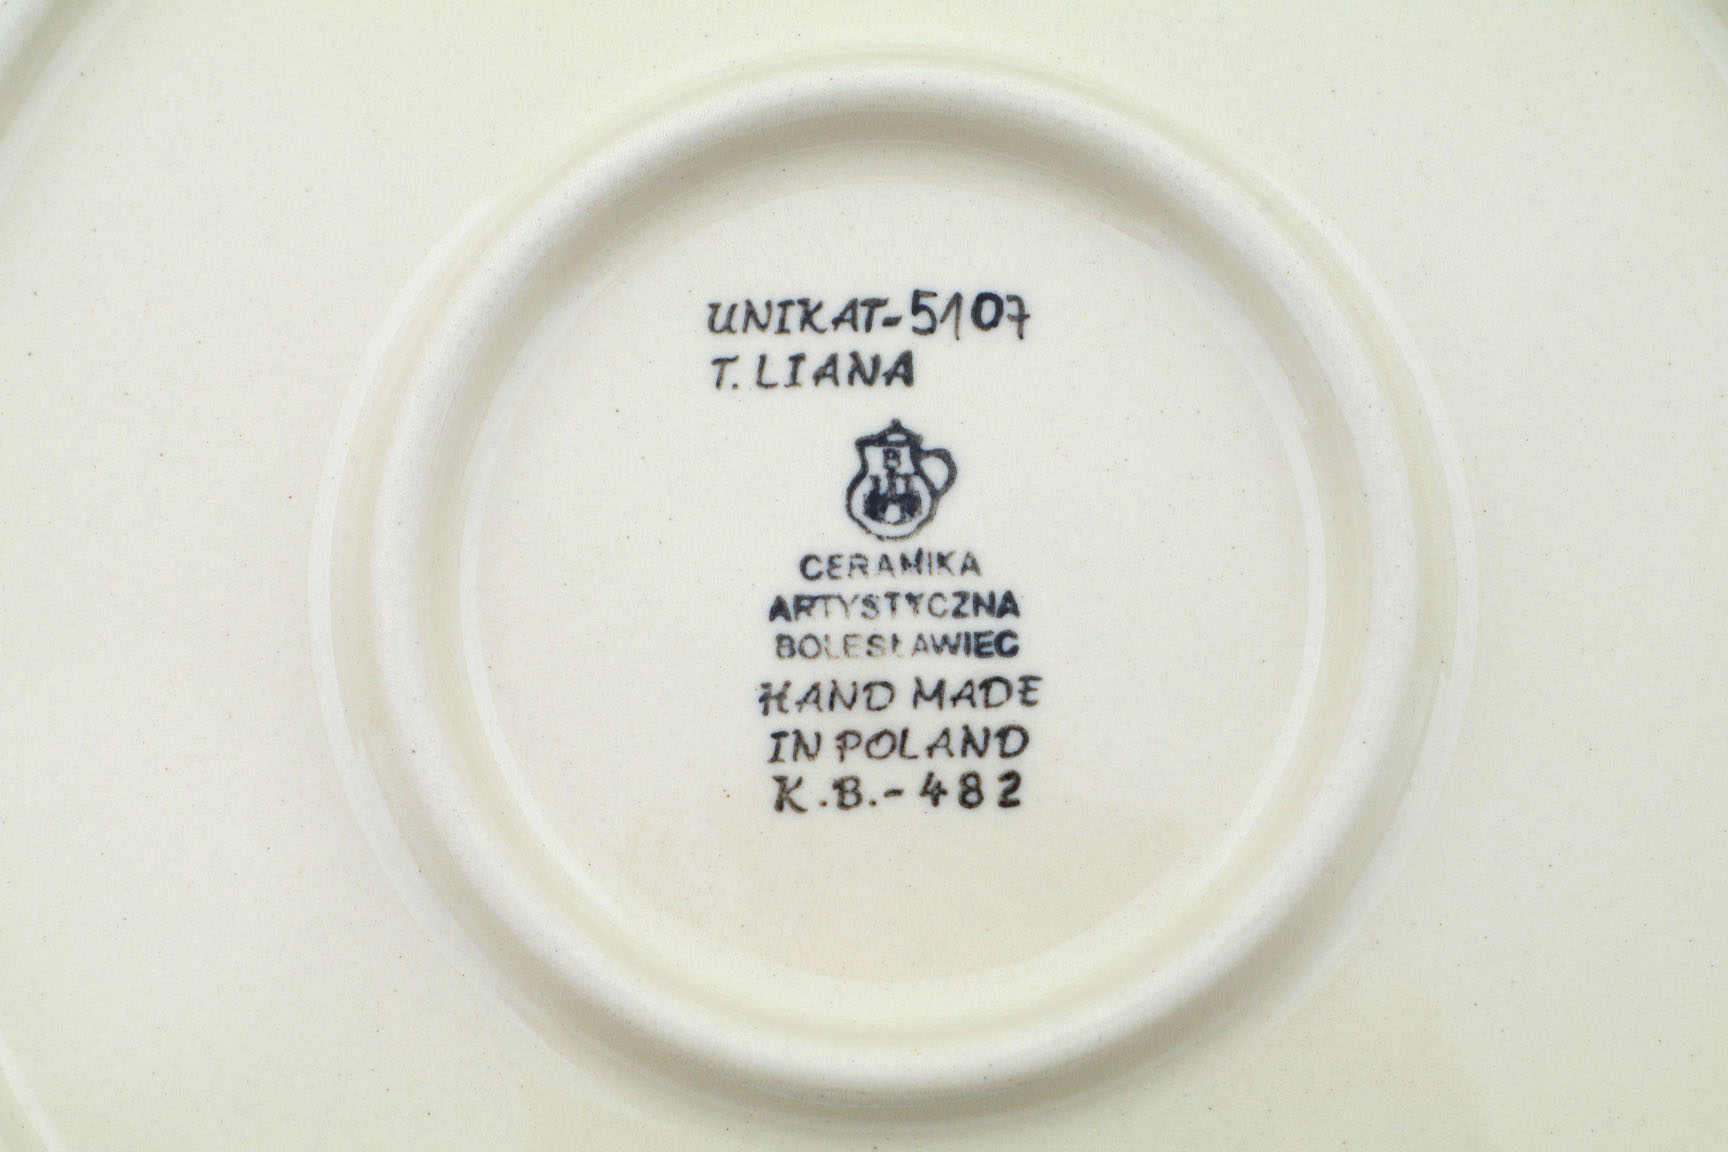 UNIKAT-5107
T. LIANA
B
CERAMIKA
ARTYSTYCZNA
BOLESŁAWIEC
HAND MADE
IN POLAND
K.B.-482